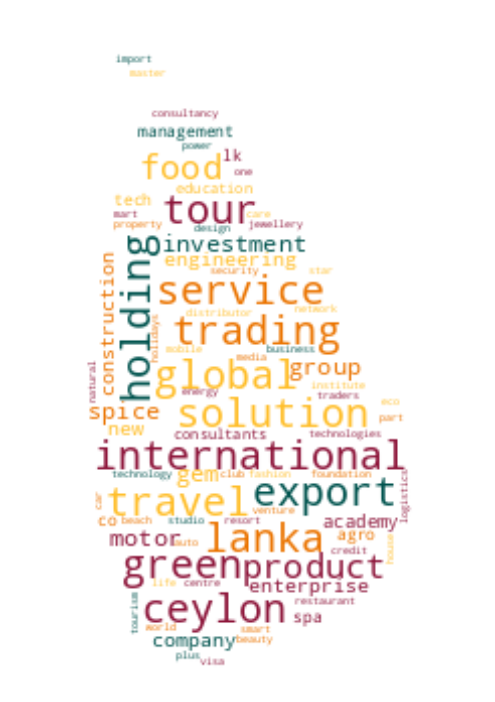 import
master
consultancy
management
power
food lk
one
education
tech care
mart tour
property design jewellery
holding investment
construction engineering
security star
service
distributor network
holidays trading
mobile business
media
natural global group
energy institute
traders
spice solution eco
new part
consultants technologies
international
technology gem club fashion foundation
car travel export logistics
venture
co beach studio resort academy
motor auto lanka agro
credit house
green product
life centre enterprise
tourism ceylon restaurant
spa
world smart
company beauty
plus visa